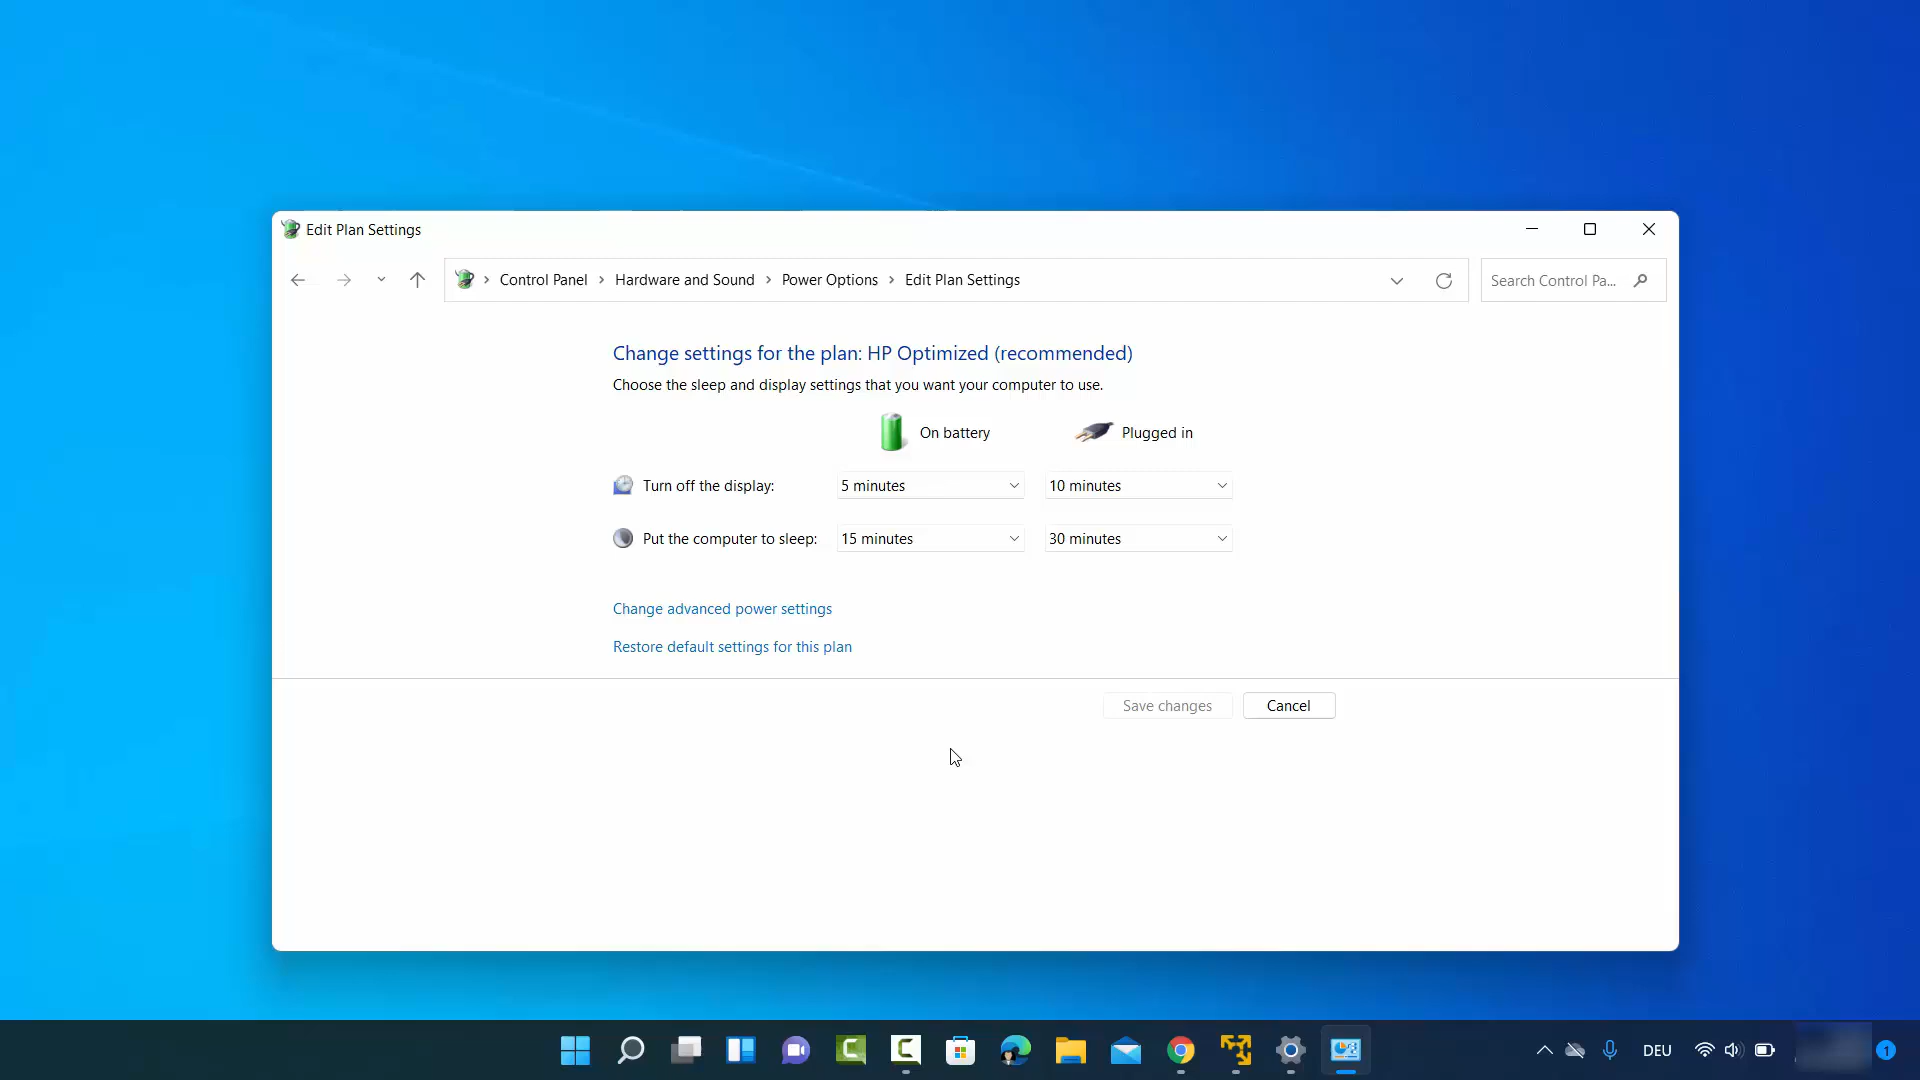 Edit Plan Settings
Control Panel > Hardware and Sound > Power Options > Edit Plan Settings
Search Control Pa...
Change settings for the plan: HP Optimized (recommended)
Choose the sleep and display settings that you want your computer to use.
On battery Plugged in
Turn off the display: 5 minutes 10 minutes
Put the computer to sleep: 15 minutes 30 minutes
Change advanced power settings
Restore default settings for this plan
Save changes Cancel
DEU 1